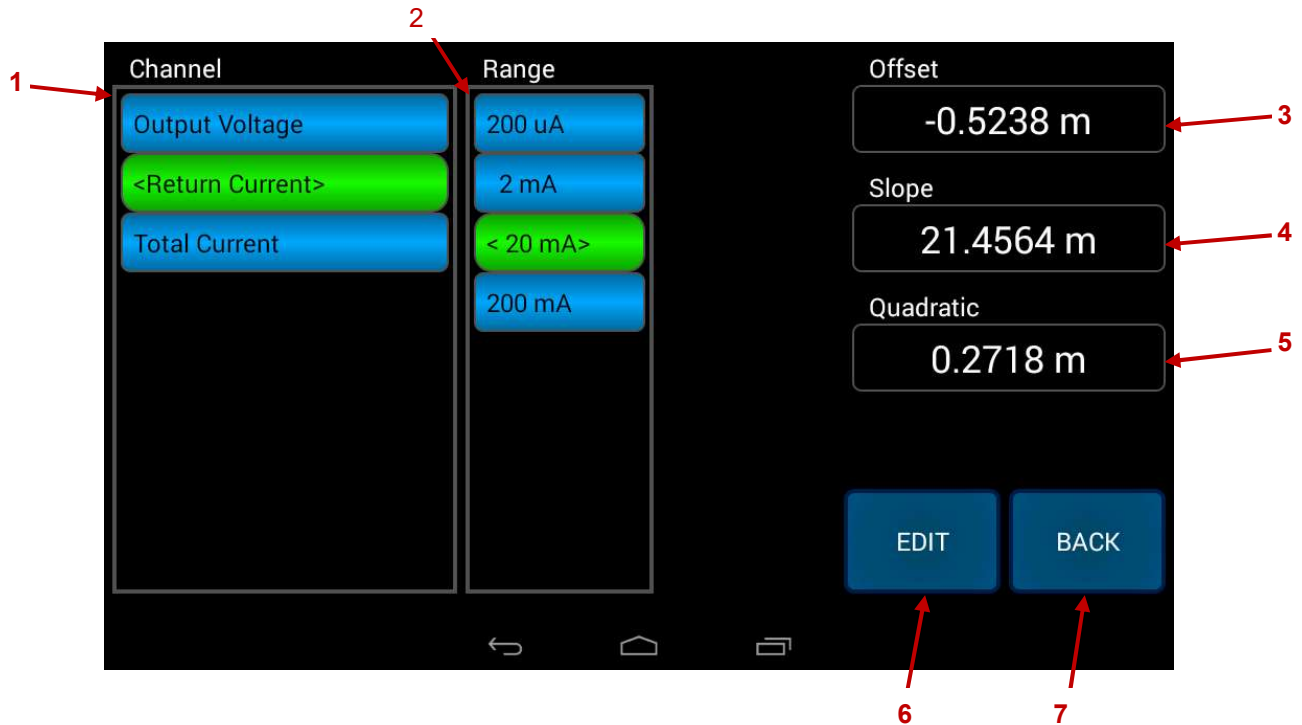 2
Channel
Range
Offset
1
Output Voltage
200 uA
-0.5238 m
3
<Return Current>
2 mA
Slope
Total Current
< 20 mA>
21.4564 m
4
200 mA
Quadratic
0.2718 m
5
EDIT
BACK
6
7